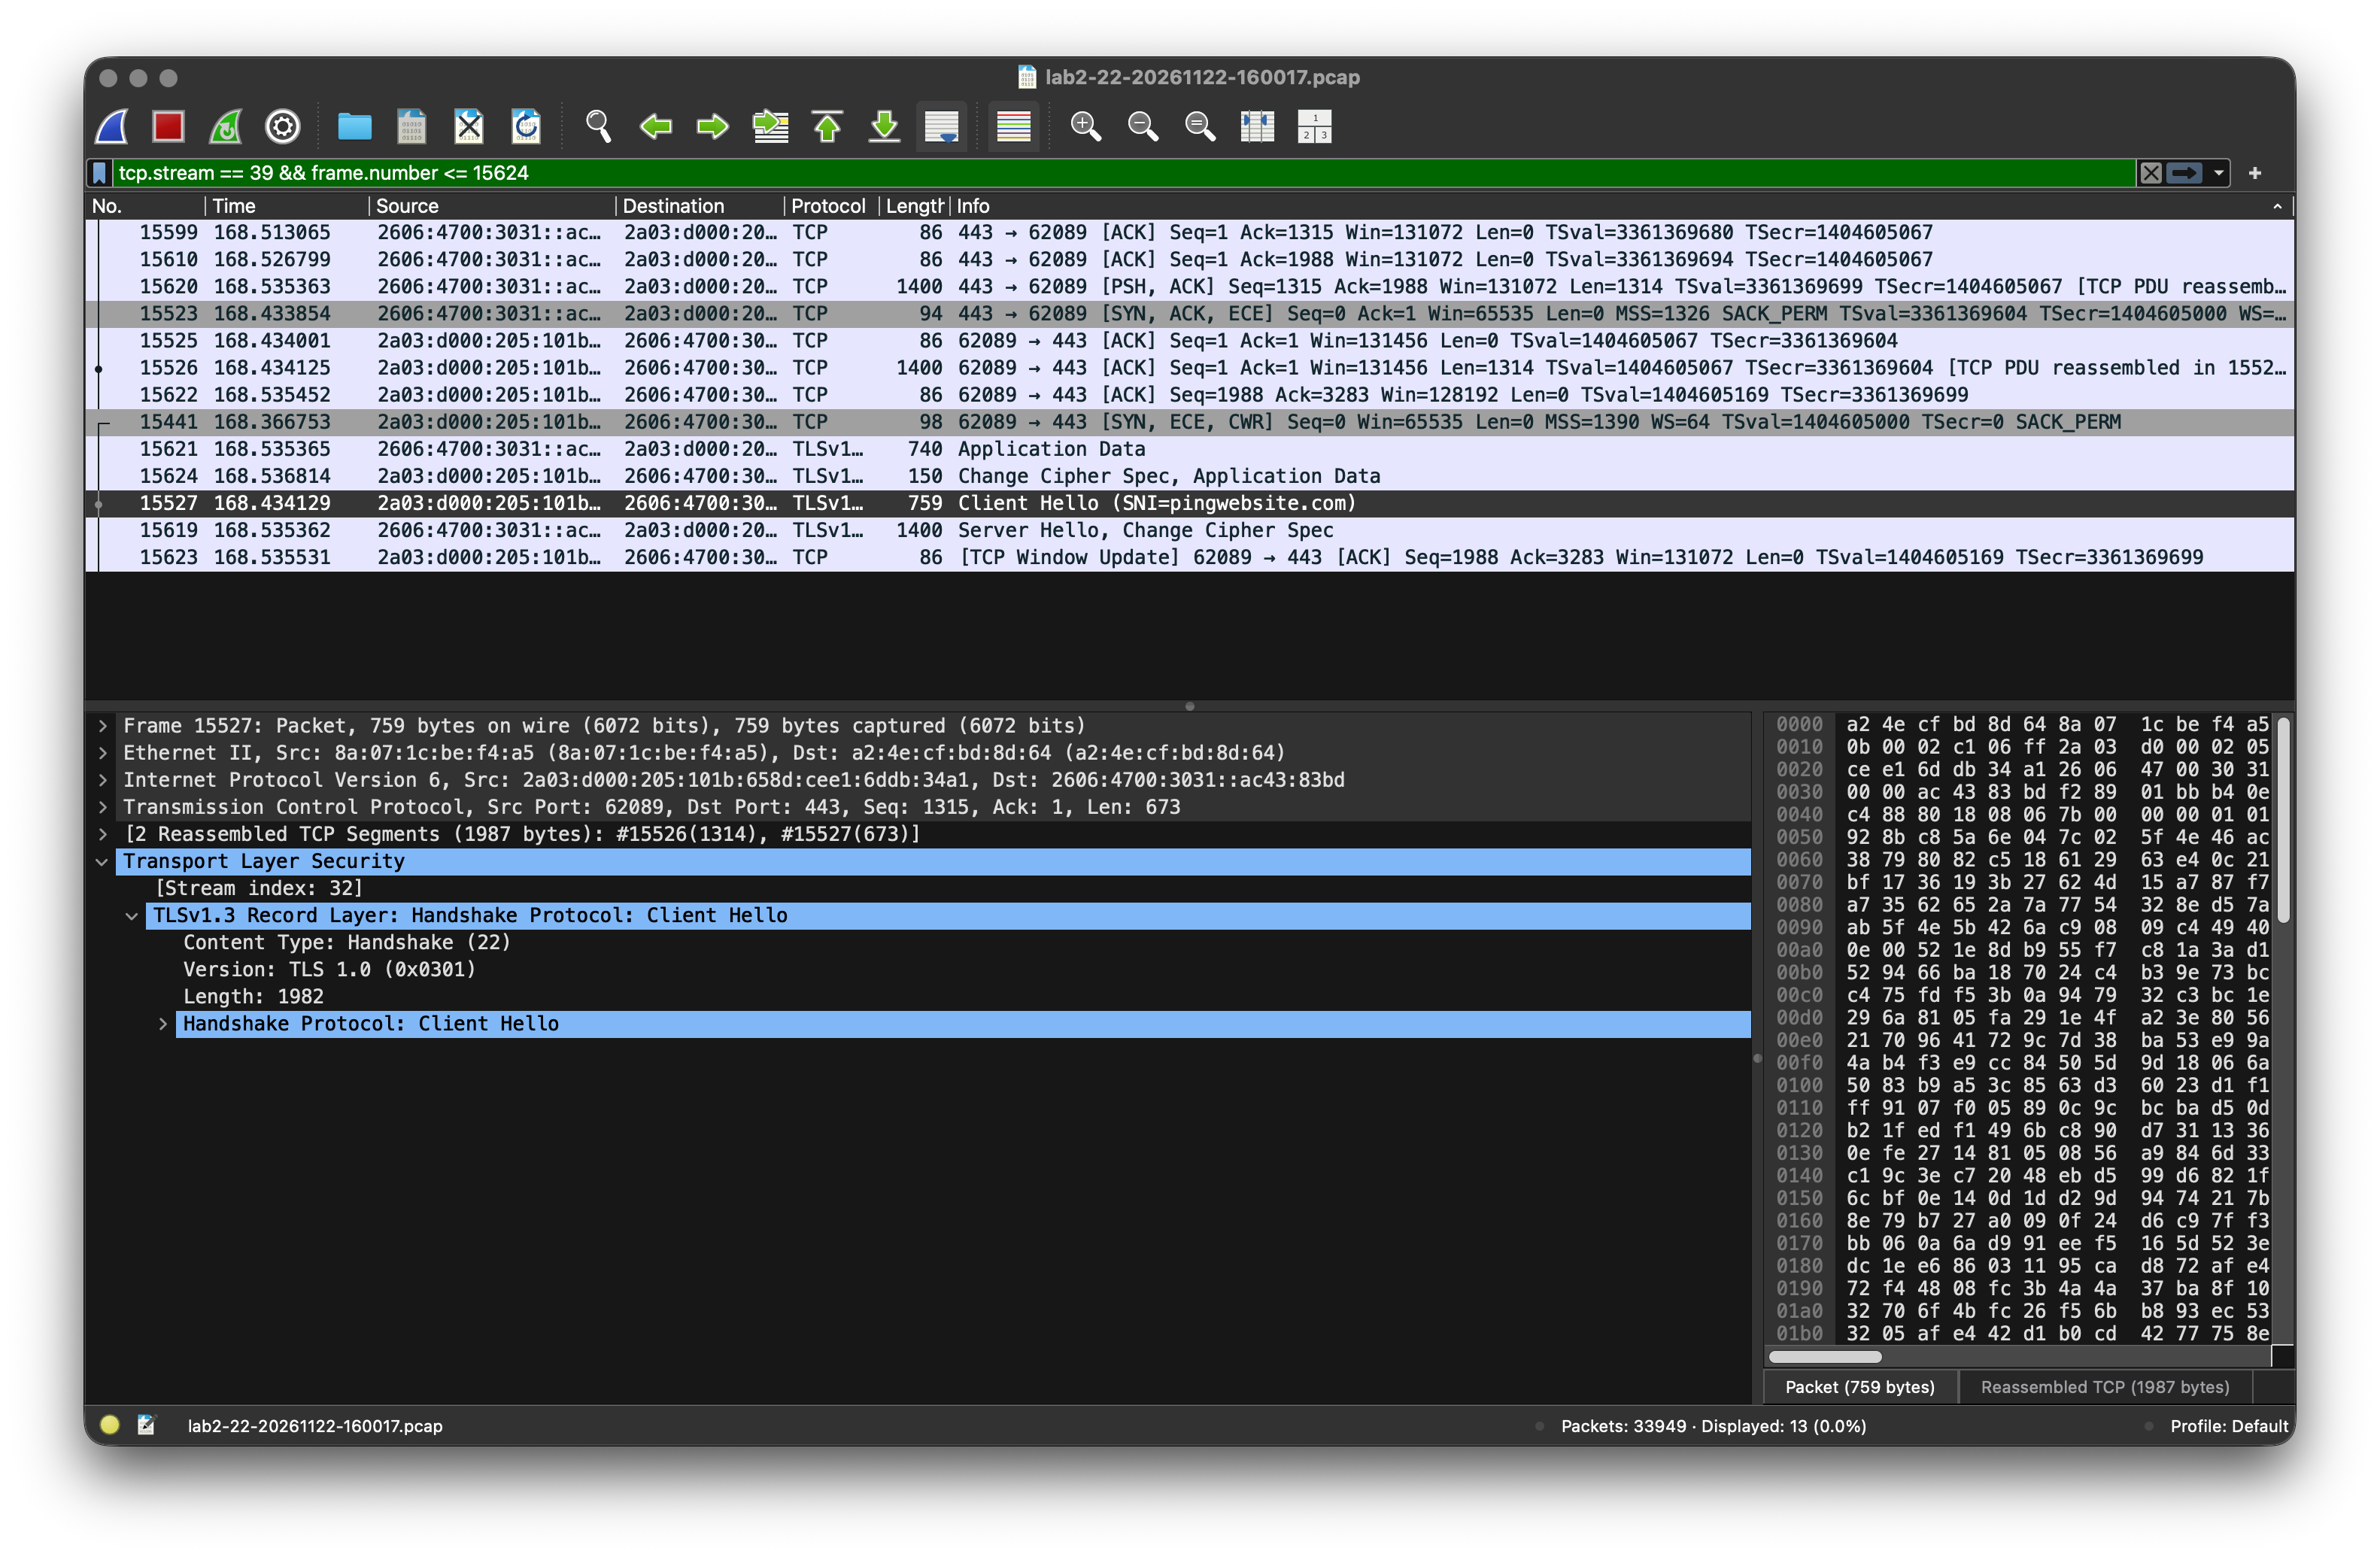 lab2-22-20261122-160017.pcap
tcp.stream == 39 && frame.number <= 15624
No. Time Source Destination Protocol Length Info
15599 168.513065 2606:4700:3031::ac… 2a03:d000:20… TCP 86 443 → 62089 [ACK] Seq=1 Ack=1315 Win=131072 Len=0 TSval=3361369680 TSecr=1404605067
15610 168.526799 2606:4700:3031::ac… 2a03:d000:20… TCP 86 443 → 62089 [ACK] Seq=1 Ack=1988 Win=131072 Len=0 TSval=3361369694 TSecr=1404605067
15620 168.535363 2606:4700:3031::ac… 2a03:d000:20… TCP 1400 443 → 62089 [PSH, ACK] Seq=1315 Ack=1988 Win=131072 Len=1314 TSval=3361369699 TSecr=1404605067 [TCP PDU reassemb…
15523 168.433854 2606:4700:3031::ac… 2a03:d000:20… TCP 94 443 → 62089 [SYN, ACK, ECE] Seq=0 Ack=1 Win=65535 Len=0 MSS=1326 SACK_PERM TSval=3361369604 TSecr=1404605000 WS=…
15525 168.434001 2a03:d000:205:101b… 2606:4700:30… TCP 86 62089 → 443 [ACK] Seq=1 Ack=1 Win=131456 Len=0 TSval=1404605067 TSecr=3361369604
15526 168.434125 2a03:d000:205:101b… 2606:4700:30… TCP 1400 62089 → 443 [ACK] Seq=1 Ack=1 Win=131456 Len=1314 TSval=1404605067 TSecr=3361369604 [TCP PDU reassembled in 1552…
15622 168.535452 2a03:d000:205:101b… 2606:4700:30… TCP 86 62089 → 443 [ACK] Seq=1988 Ack=3283 Win=128192 Len=0 TSval=1404605169 TSecr=3361369699
15441 168.366753 2a03:d000:205:101b… 2606:4700:30… TCP 98 62089 → 443 [SYN, ECE, CWR] Seq=0 Win=65535 Len=0 MSS=1390 WS=64 TSval=1404605000 TSecr=0 SACK_PERM
15621 168.535365 2606:4700:3031::ac… 2a03:d000:20… TLSv1… 740 Application Data
15624 168.536814 2a03:d000:205:101b… 2606:4700:30… TLSv1… 150 Change Cipher Spec, Application Data
15527 168.434129 2a03:d000:205:101b… 2606:4700:30… TLSv1… 759 Client Hello (SNI=pingwebsite.com)
15619 168.535362 2606:4700:3031::ac… 2a03:d000:20… TLSv1… 1400 Server Hello, Change Cipher Spec
15623 168.535531 2a03:d000:205:101b… 2606:4700:30… TCP 86 [TCP Window Update] 62089 → 443 [ACK] Seq=1988 Ack=3283 Win=131072 Len=0 TSval=1404605169 TSecr=3361369699
Frame 15527: Packet, 759 bytes on wire (6072 bits), 759 bytes captured (6072 bits)
Ethernet II, Src: 8a:07:1c:be:f4:a5 (8a:07:1c:be:f4:a5), Dst: a2:4e:cf:bd:8d:64 (a2:4e:cf:bd:8d:64)
Internet Protocol Version 6, Src: 2a03:d000:205:101b:658d:cee1:6ddb:34a1, Dst: 2606:4700:3031::ac43:83bd
Transmission Control Protocol, Src Port: 62089, Dst Port: 443, Seq: 1315, Ack: 1, Len: 673
[2 Reassembled TCP Segments (1987 bytes): #15526(1314), #15527(673)]
Transport Layer Security
[Stream index: 32]
TLSv1.3 Record Layer: Handshake Protocol: Client Hello
Content Type: Handshake (22)
Version: TLS 1.0 (0x0301)
Length: 1982
Handshake Protocol: Client Hello
0000 a2 4e cf bd 8d 64 8a 07 1c be f4 a5
0010 0b 00 02 c1 06 ff 2a 03 d0 00 02 05
0020 ce e1 6d db 34 a1 26 06 47 00 30 31
0030 00 00 ac 43 83 bd f2 89 01 bb b4 0e
0040 c4 88 80 18 08 06 7b 00 00 00 01 01
0050 92 8b c8 5a 6e 04 7c 02 5f 4e 46 ac
0060 38 79 80 82 c5 18 61 29 63 e4 0c 21
0070 bf 17 36 19 3b 27 62 4d 15 a7 87 f7
0080 a7 35 62 65 2a 7a 77 54 32 8e d5 7a
0090 ab 5f 4e 5b 42 6a c9 08 09 c4 49 40
00a0 0e 00 52 1e 8d b9 55 f7 c8 1a 3a d1
00b0 52 94 66 ba 18 70 24 c4 b3 9e 73 bc
00c0 c4 75 fd f5 3b 0a 94 79 32 c3 bc 1e
00d0 29 6a 81 05 fa 29 1e 4f a2 3e 80 56
00e0 21 70 96 41 72 9c 7d 38 ba 53 e9 9a
00f0 4a b4 f3 e9 cc 84 50 5d 9d 18 06 6a
0100 50 83 b9 a5 3c 85 63 d3 60 23 d1 f1
0110 ff 91 07 f0 05 89 0c 9c bc ba d5 0d
0120 b2 1f ed f1 49 6b c8 90 d7 31 13 36
0130 0e fe 27 14 81 05 08 56 a9 84 6d 33
0140 c1 9c 3e c7 20 48 eb d5 99 d6 82 1f
0150 6c bf 0e 14 0d 1d d2 9d 94 74 21 7b
0160 8e 79 b7 27 a0 09 0f 24 d6 c9 7f f3
0170 bb 06 0a 6a d9 91 ee f5 16 5d 52 3e
0180 dc 1e e6 86 03 11 95 ca d8 72 af e4
0190 72 f4 48 08 fc 3b 4a 4a 37 ba 8f 10
01a0 32 70 6f 4b fc 26 f5 6b b8 93 ec 53
01b0 32 05 af e4 42 d1 b0 cd 42 77 75 8e
Packet (759 bytes) Reassembled TCP (1987 bytes)
lab2-22-20261122-160017.pcap Packets: 33949 · Displayed: 13 (0.0%) Profile: Default